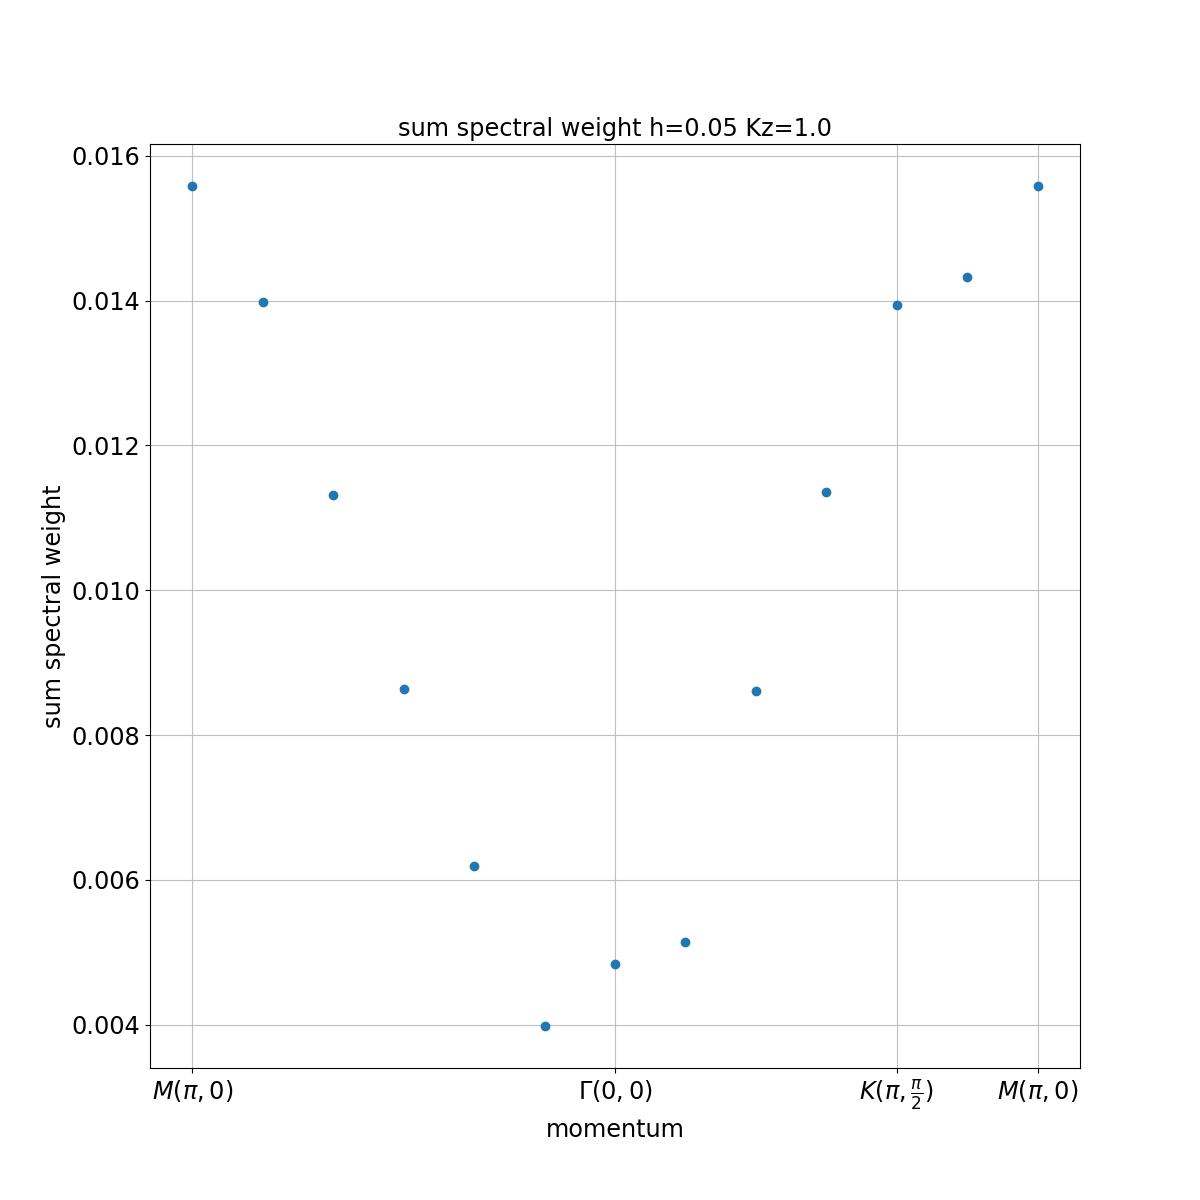 sum spectral weight h=0.05 Kz=1.0
0.016
0.014
0.012
0.010
0.008
0.006
0.004
sum spectral weight
M(π, 0)
Γ(0, 0)
K(π, π/2)
M(π, 0)
momentum